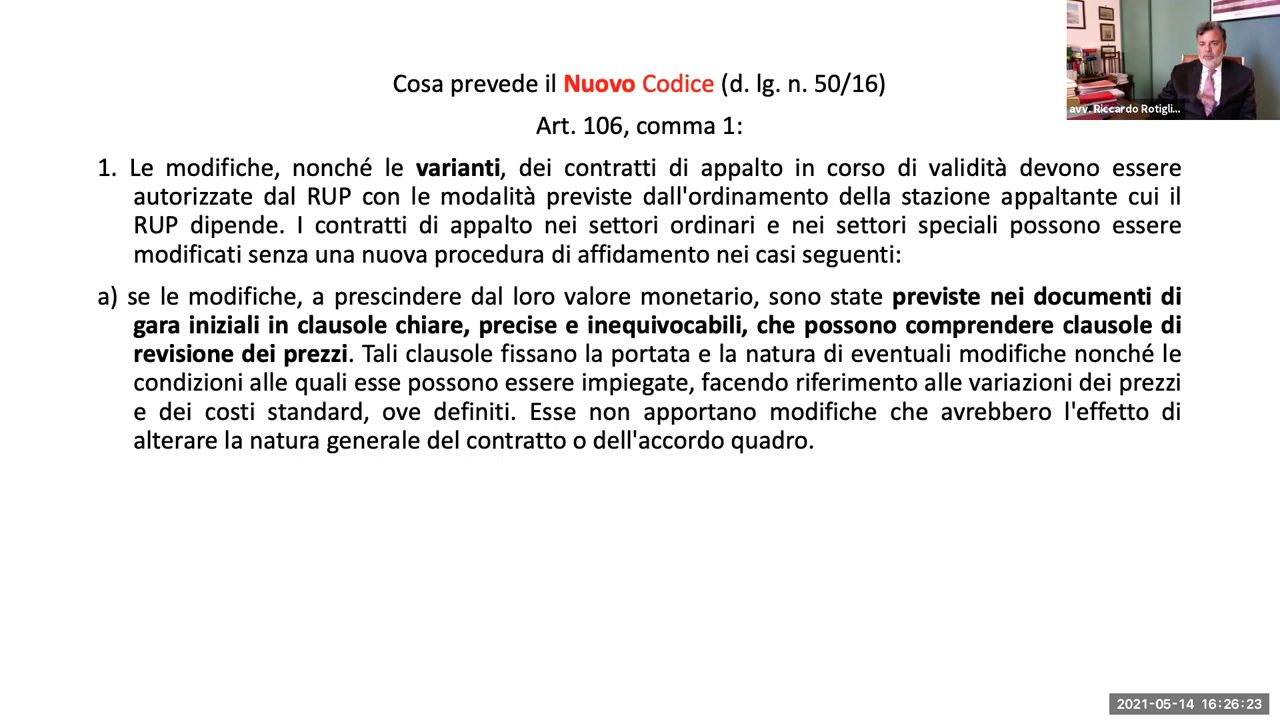 Cosa prevede il Nuovo Codice (d. lg. n. 50/16)
Art. 106, comma 1:
1. Le modifiche, nonché le varianti, dei contratti di appalto in corso di validità devono essere
autorizzate dal RUP con le modalità previste dall'ordinamento della stazione appaltante cui il
RUP dipende. I contratti di appalto nei settori ordinari e nei settori speciali possono essere
modificati senza una nuova procedura di affidamento nei casi seguenti:
a) se le modifiche, a prescindere dal loro valore monetario, sono state previste nei documenti di
gara iniziali in clausole chiare, precise e inequivocabili, che possono comprendere clausole di
revisione dei prezzi. Tali clausole fissano la portata e la natura di eventuali modifiche nonché le
condizioni alle quali esse possono essere impiegate, facendo riferimento alle variazioni dei prezzi
e dei costi standard, ove definiti. Esse non apportano modifiche che avrebbero l'effetto di
alterare la natura generale del contratto o dell'accordo quadro.
avv. Riccardo Rotigli...
2021-05-14 16:26:23